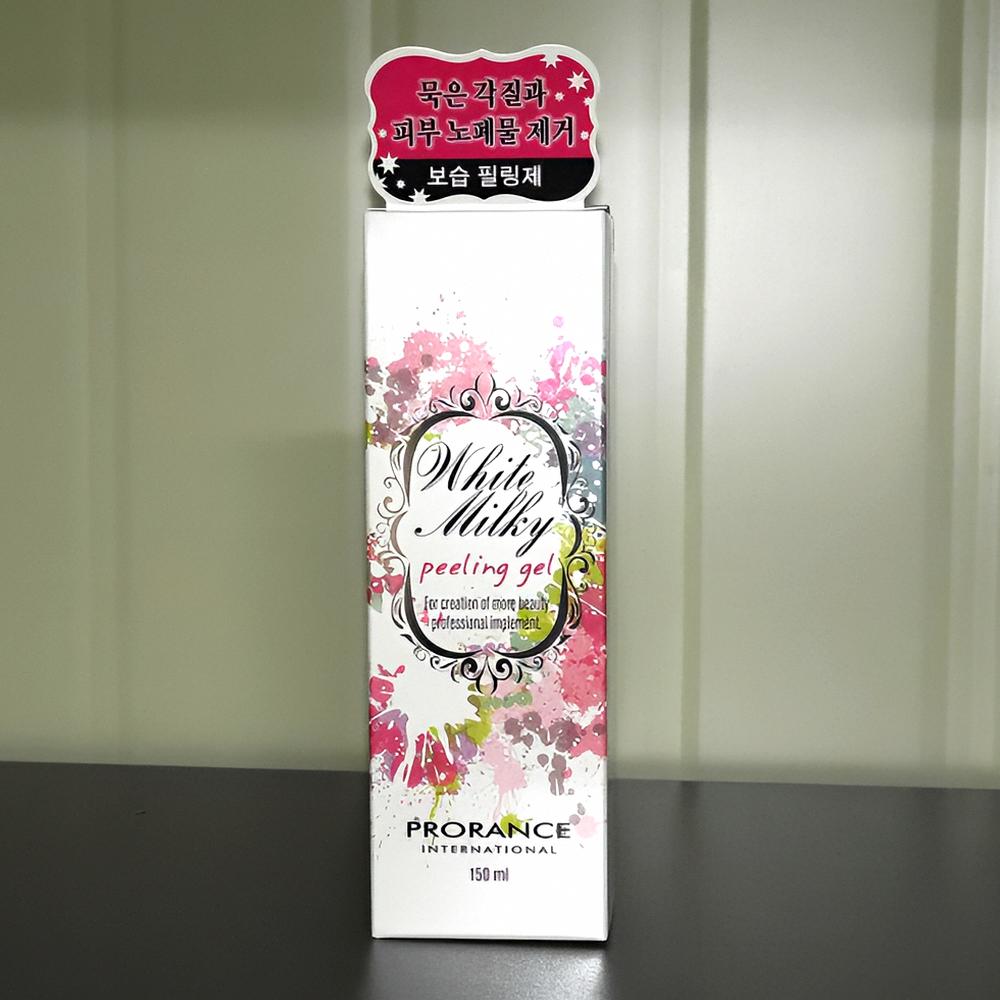 묵은 각질과
피부 노폐물 제거
보습 필링제
White
Milky
peeling gel
For creation of more beauty
professional implement.
PRORANCE
INTERNATIONAL
150 ml